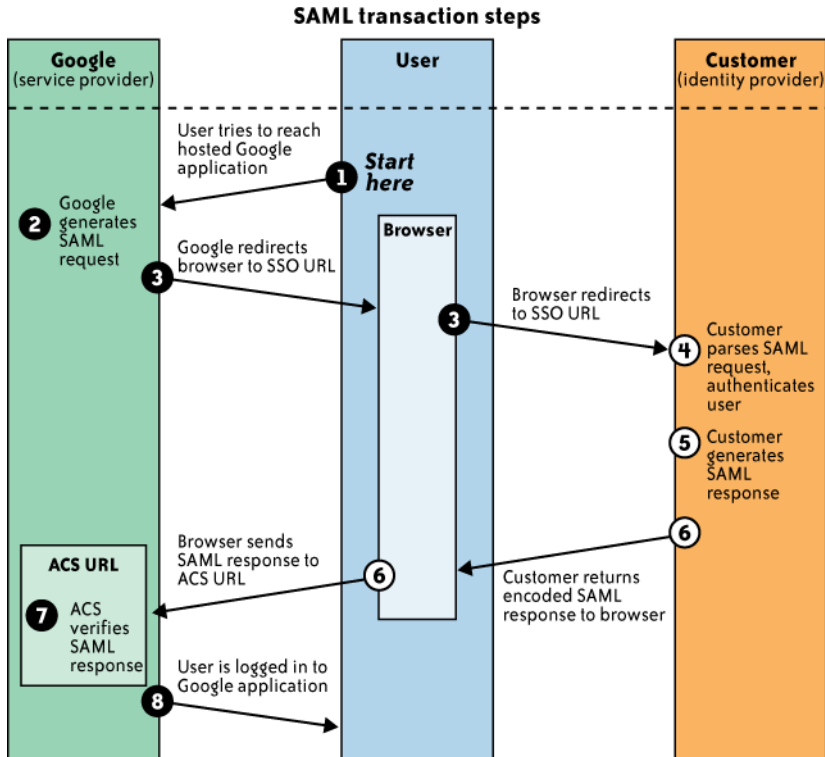 SAML transaction steps
Google
(service provider)
User
Customer
(identity provider)
User tries to reach
hosted Google
application
1
Start
here
2
Google
generates
SAML
request
Browser
3
Google redirects
browser to SSO URL
3
Browser redirects
to SSO URL
4
Customer
parses SAML
request,
authenticates
user
5
Customer
generates
SAML
response
6
Customer returns
encoded SAML
response to browser
6
Browser sends
SAML response to
ACS URL
ACS URL
7
ACS
verifies
SAML
response
8
User is logged in to
Google application